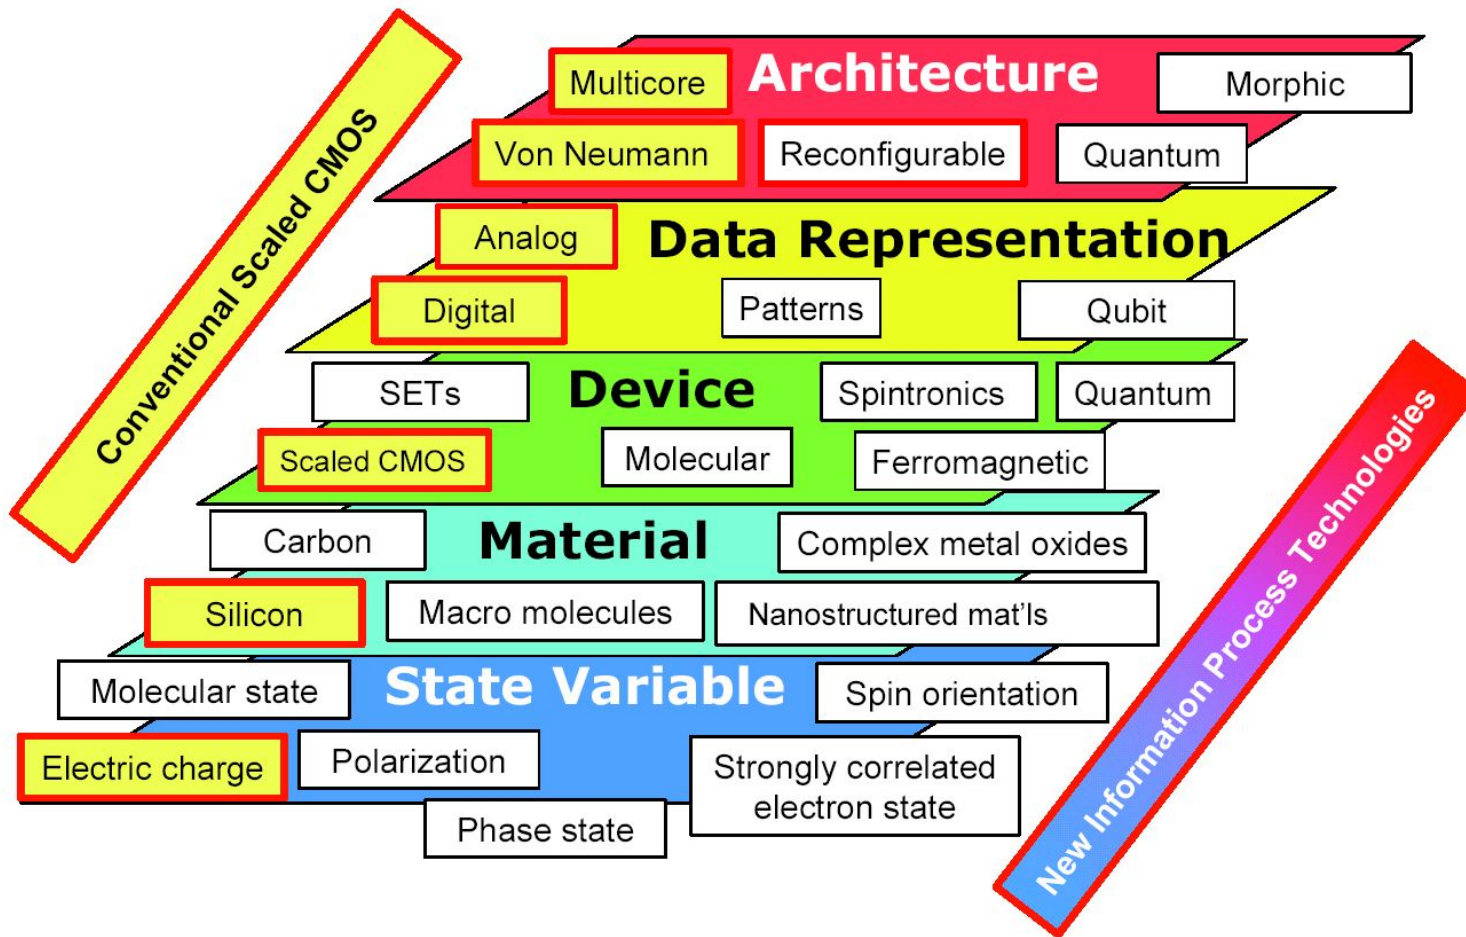 Conventional Scaled CMOS
Architecture
Multicore
Morphic
Von Neumann
Reconfigurable
Quantum
Data Representation
Analog
Digital
Patterns
Qubit
Device
SETs
Spintronics
Quantum
Scaled CMOS
Molecular
Ferromagnetic
Material
Carbon
Complex metal oxides
Silicon
Macro molecules
Nanostructured mat'ls
State Variable
Molecular state
Spin orientation
Electric charge
Polarization
Strongly correlated
electron state
Phase state
New Information Process Technologies